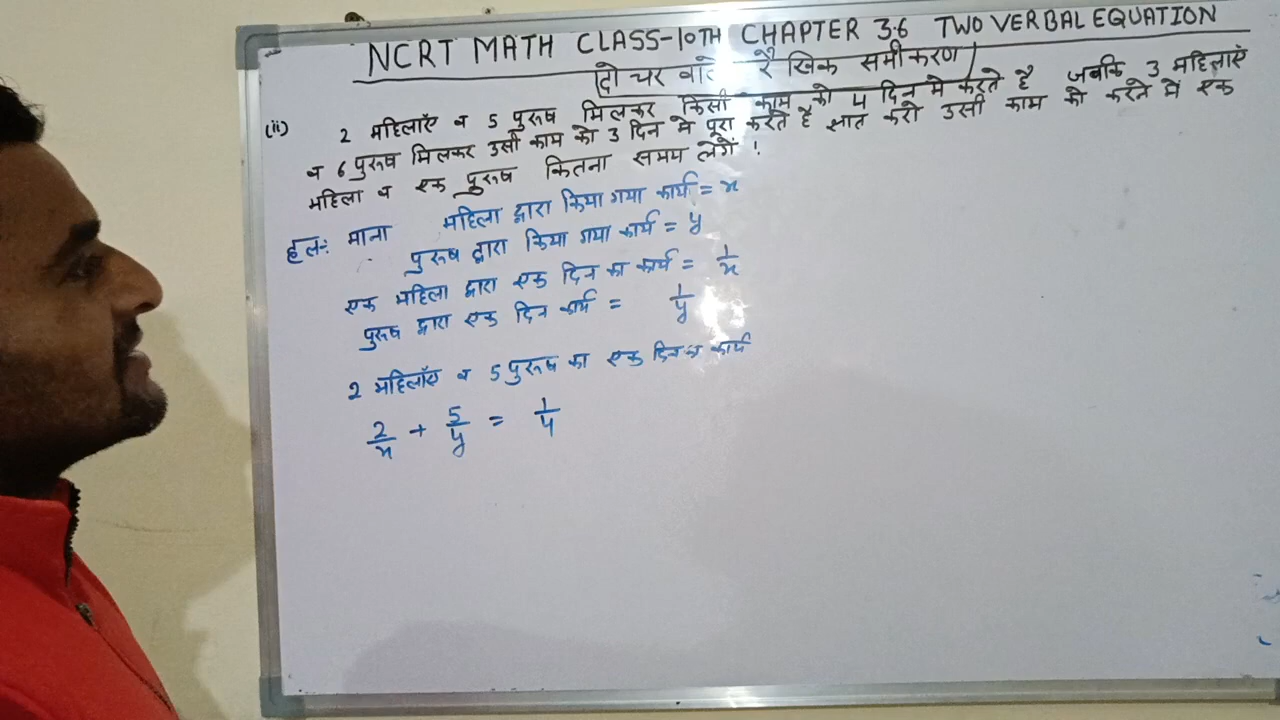 NCRT MATH CLASS-10TH CHAPTER 3.6 TWO VERBAL EQUATION
दो चर वाले रैखिक समीकरण
(ii) 2 महिलाएँ व 5 पुरूष मिलकर किसी काम को 4 दिन मे करते है जबकि 3 महिलाएँ
व 6 पुरूष मिलकर उसी काम को 3 दिन मे पूरा करते है ज्ञात करो उसी काम को करते में एक
महिला व एक पुरूष कितना समय लेगें !
हल:- माना महिला द्वारा किया गया कार्य = x
पुरूष द्वारा किया गया कार्य = y
एक महिला द्वारा एक दिन का कार्य = 1/x
पुरूष द्वारा एक दिन कार्य = 1/y
2 महिलाँए व 5 पुरूष का एक दिन का कार्य
2/x + 5/y = 1/4